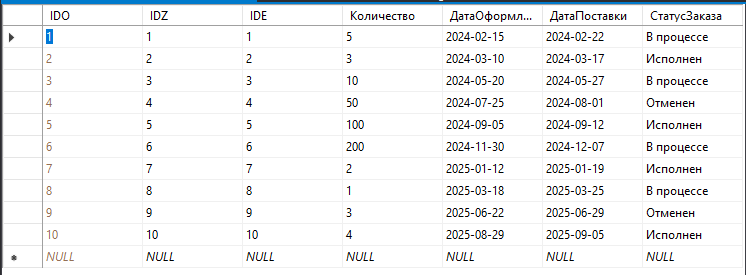 IDO IDZ IDE Количество ДатаОформл... ДатаПоставки СтатусЗаказа
1 1 1 5 2024-02-15 2024-02-22 В процессе
2 2 2 3 2024-03-10 2024-03-17 Исполнен
3 3 3 10 2024-05-20 2024-05-27 В процессе
4 4 4 50 2024-07-25 2024-08-01 Отменен
5 5 5 100 2024-09-05 2024-09-12 Исполнен
6 6 6 200 2024-11-30 2024-12-07 В процессе
7 7 7 2 2025-01-12 2025-01-19 Исполнен
8 8 8 1 2025-03-18 2025-03-25 В процессе
9 9 9 3 2025-06-22 2025-06-29 Отменен
10 10 10 4 2025-08-29 2025-09-05 Исполнен
NULL NULL NULL NULL NULL NULL NULL